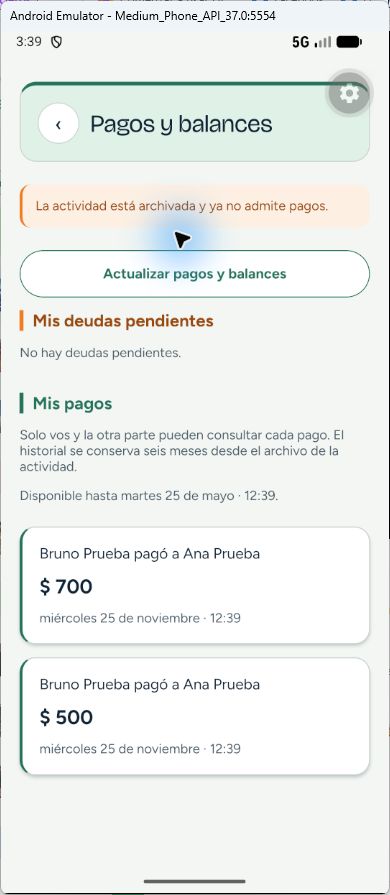 Android Emulator - Medium_Phone_API_37.0:5554
3:39
5G
‹ Pagos y balances
La actividad está archivada y ya no admite pagos.
Actualizar pagos y balances
Mis deudas pendientes
No hay deudas pendientes.
Mis pagos
Solo vos y la otra parte pueden consultar cada pago. El
historial se conserva seis meses desde el archivo de la
actividad.
Disponible hasta martes 25 de mayo · 12:39.
Bruno Prueba pagó a Ana Prueba
$ 700
miércoles 25 de noviembre · 12:39
Bruno Prueba pagó a Ana Prueba
$ 500
miércoles 25 de noviembre · 12:39